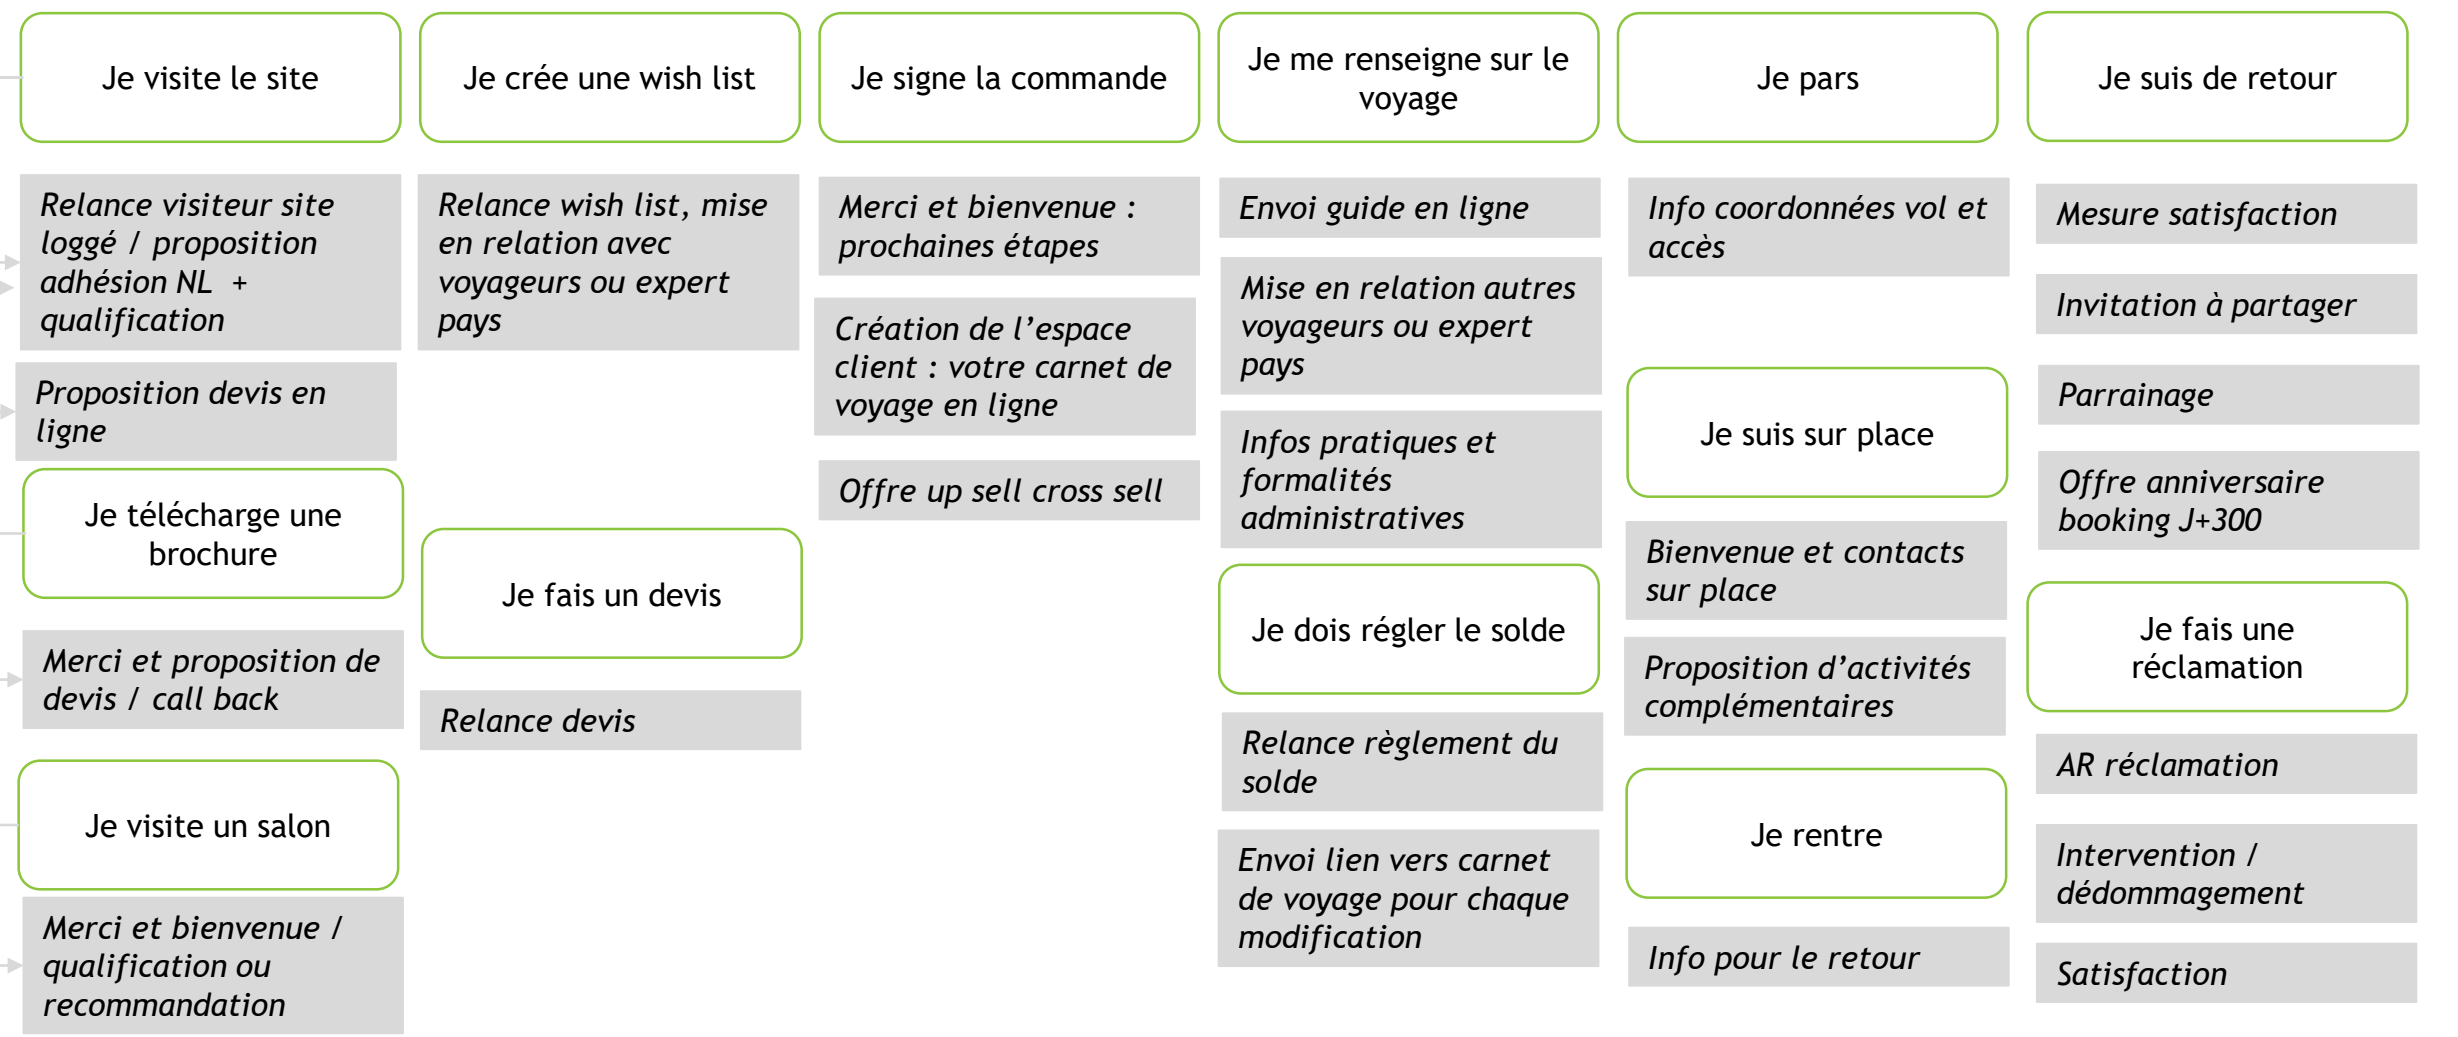 Je visite le site
Relance visiteur site
loggé / proposition
adhésion NL  +
qualification
Proposition devis en
ligne
Je télécharge une
brochure
Merci et proposition de
devis / call back
Je visite un salon
Merci et bienvenue /
qualification ou
recommandation
Je crée une wish list
Relance wish list, mise
en relation avec
voyageurs ou expert
pays
Je fais un devis
Relance devis
Je signe la commande
Merci et bienvenue :
prochaines étapes
Création de l’espace
client : votre carnet de
voyage en ligne
Offre up sell cross sell
Je me renseigne sur le
voyage
Envoi guide en ligne
Mise en relation autres
voyageurs ou expert
pays
Infos pratiques et
formalités
administratives
Je dois régler le solde
Relance règlement du
solde
Envoi lien vers carnet
de voyage pour chaque
modification
Je pars
Info coordonnées vol et
accès
Je suis sur place
Bienvenue et contacts
sur place
Proposition d’activités
complémentaires
Je rentre
Info pour le retour
Je suis de retour
Mesure satisfaction
Invitation à partager
Parrainage
Offre anniversaire
booking J+300
Je fais une
réclamation
AR réclamation
Intervention /
dédommagement
Satisfaction